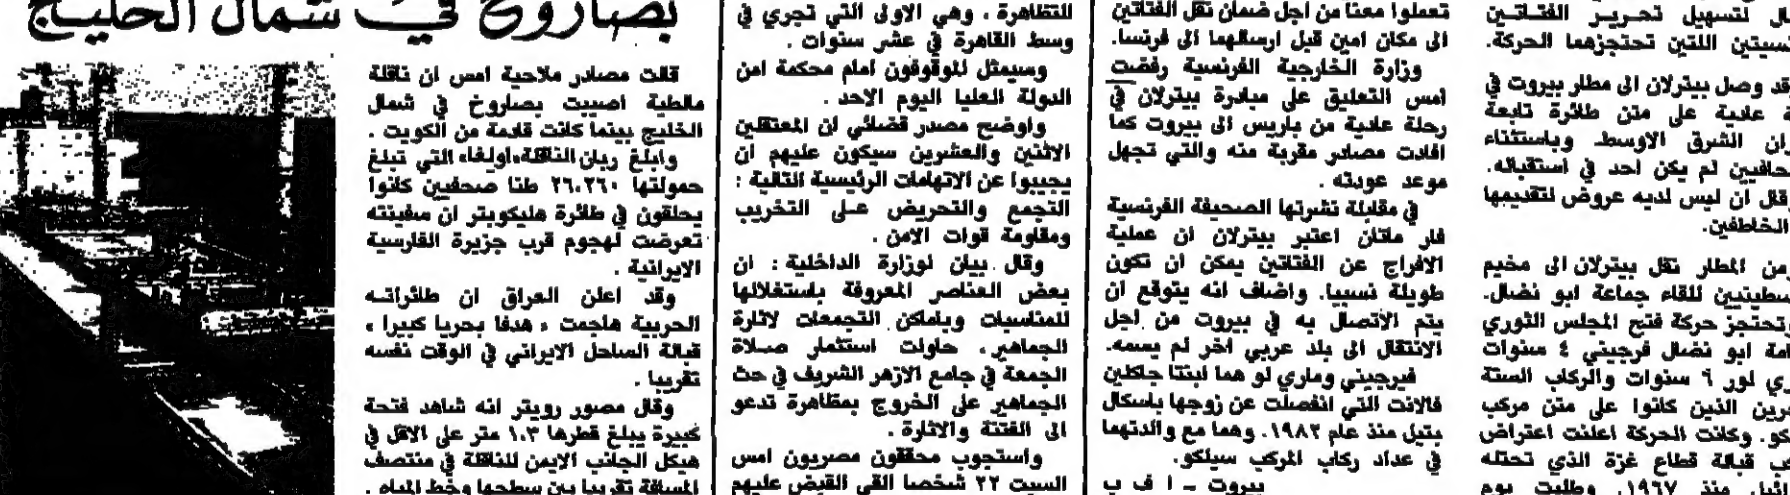 ال لتسهيل تحرير الفتاتين
نسيتين اللتين تحتجزهما الحركة.
قد وصل بيترلان الى مطار بيروت في
عادية على متن طائرة تابعة
ران الشرق الاوسط. وباستثناء
حافيين لم يكن احد في استقباله.
قال ان ليس لديه عروض لتقديمها
الخاطفين.
من المطار نقل بيترلان الى مخيم
سطينيين للقاء جماعة ابو نضال.
تحتجز حركة فتح المجلس الثوري
امة ابو نضال فرجيني ٤ سنوات
ري لور ٦ سنوات والركاب الستة
خرين الذين كانوا على متن مركب
كو. وكانت الحركة اعلنت اعتراض
ب قبالة قطاع غزة الذي تحتله
ائيل منذ ١٩٦٧. وطلبت يوم
تعملوا معنا من اجل ضمان نقل الفتاتين
الى مكان امين قبل ارسالهما الى فرنسا.
وزارة الخارجية الفرنسية رفضت
امس التعليق على مبادرة بيترلان في
رحلة عادية من باريس الى بيروت كما
افادت مصادر مقربة منه والتي تجهل
موعد عودته .
في مقابلة نشرتها الصحيفة الفرنسية
فار ماتان اعتبر بيترلان ان عملية
الافراج عن الفتاتين يمكن ان تكون
طويلة نسبيا. واضاف انه يتوقع ان
يتم الاتصال به في بيروت من اجل
الانتقال الى بلد عربي اخر لم يسمه.
فيرجيني وماري لو هما ابنتا جاكلين
فالانت التي انفصلت عن زوجها باسكال
بتيل منذ عام ١٩٨٢. وهما مع والدتهما
في عداد ركاب المركب سيلكو.
بيروت – ا ف ب
للتظاهرة ، وهي الاولى التي تجري في
وسط القاهرة في عشر سنوات .
وسيمثل الموقوفون امام محكمة امن
الدولة العليا اليوم الاحد .
واوضح مصدر قضائي ان المعتقلين
الاثنين والعشرين سيكون عليهم ان
يجيبوا عن الاتهامات الرئيسية التالية :
التجمع والتحريض على التخريب
ومقاومة قوات الامن .
وقال بيان لوزارة الداخلية : ان
بعض العناصر المعروفة باستغلالها
للمناسبات وباماكن التجمعات لاثارة
الجماهير ، حاولت استثمار صلاة
الجمعة في جامع الازهر الشريف في حث
الجماهير على الخروج بمظاهرة تدعو
الى الفتنة والاثارة .
واستجوب محققون مصريون امس
السبت ٢٢ شخصا القي القبض عليهم
بصاروخ في شمال الخليج
قالت مصادر ملاحية امس ان ناقلة
مالطية اصيبت بصاروخ في شمال
الخليج بينما كانت قادمة من الكويت .
وابلغ ربان الناقلة «اولغا» التي تبلغ
حمولتها ٢٦،٢٦٠ طنا صحفيين كانوا
يحلقون في طائرة هليكوبتر ان سفينته
تعرضت لهجوم قرب جزيرة الفارسية
الايرانية .
وقد اعلن العراق ان طائراته
الحربية هاجمت « هدفا بحريا كبيرا »
قبالة الساحل الايراني في الوقت نفسه
تقريبا .
وقال مصور رويتر انه شاهد فتحة
كبيرة يبلغ قطرها ١،٣ متر على الاقل في
هيكل الجانب الايمن للناقلة في منتصف
المسافة تقريبا بين سطحها وخط المياه .